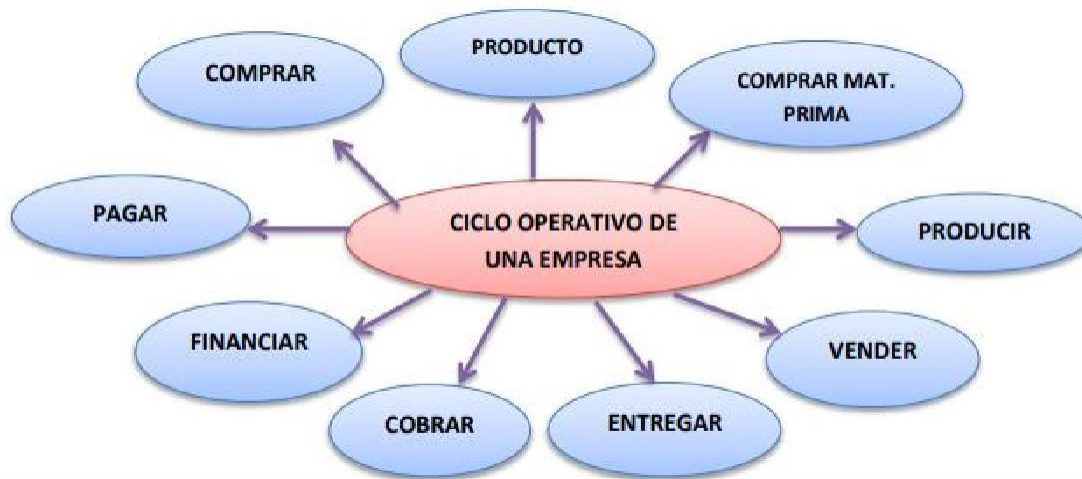 PRODUCTO
COMPRAR
COMPRAR MAT.
PRIMA
PAGAR
CICLO OPERATIVO DE
UNA EMPRESA
PRODUCIR
FINANCIAR
VENDER
COBRAR
ENTREGAR